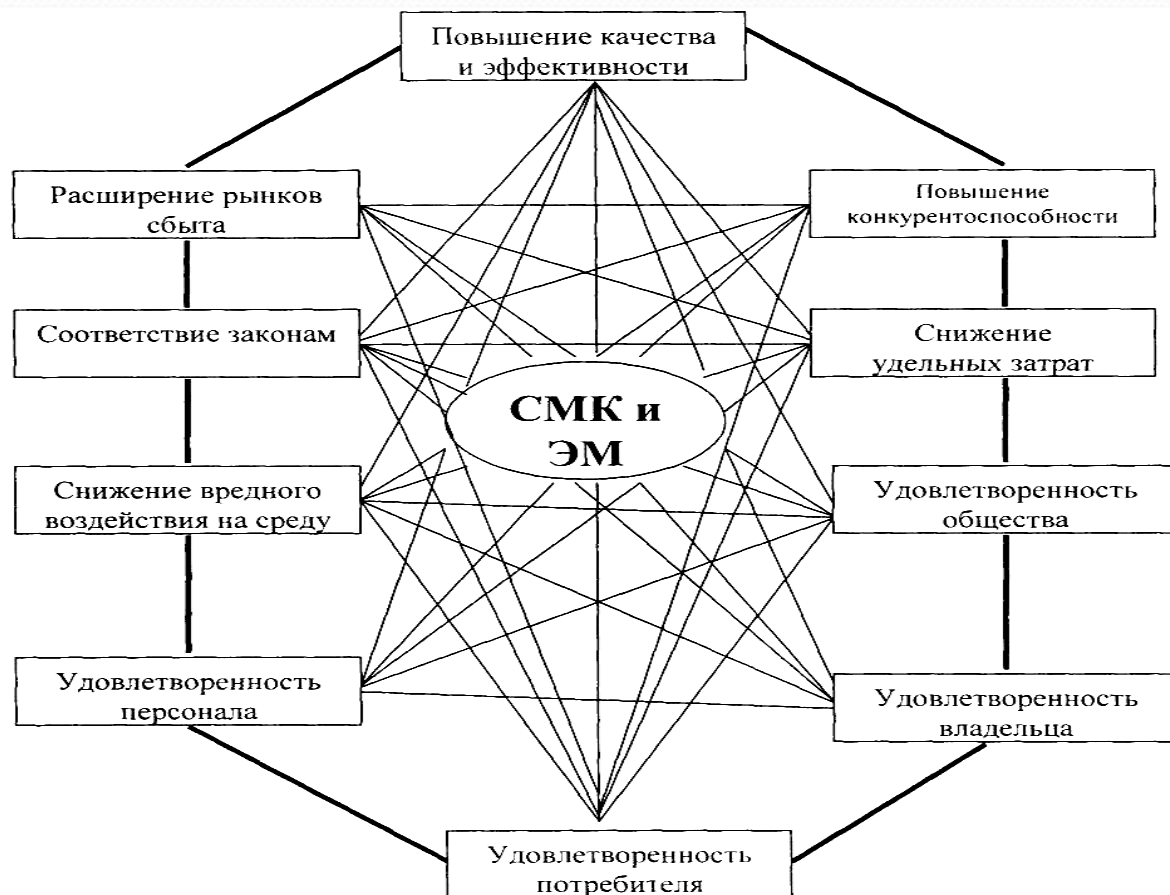 Повышение качества
и эффективности
Расширение рынков
сбыта
Повышение
конкурентоспособности
Соответствие законам
Снижение
удельных затрат
СМК и
ЭМ
Снижение вредного
воздействия на среду
Удовлетворенность
общества
Удовлетворенность
персонала
Удовлетворенность
владельца
Удовлетворенность
потребителя